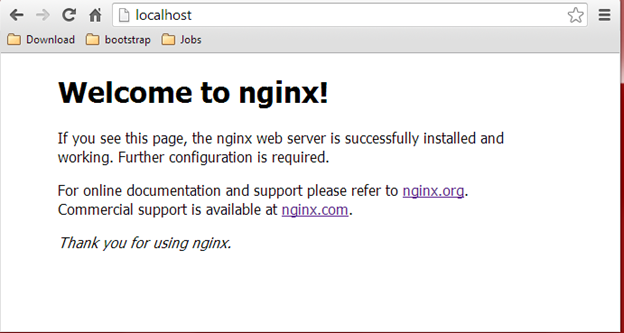 localhost
Download bootstrap Jobs
Welcome to nginx!
If you see this page, the nginx web server is successfully installed and
working. Further configuration is required.
For online documentation and support please refer to nginx.org.
Commercial support is available at nginx.com.
Thank you for using nginx.